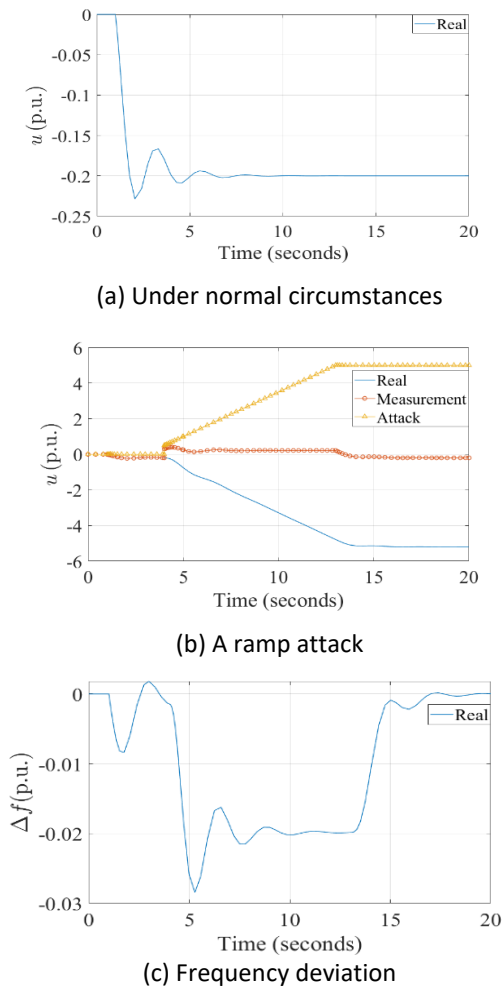 0
-0.05
-0.1
-0.15
-0.2
-0.25
u (p.u.)
Real
0 5 10 15 20
Time (seconds)
(a) Under normal circumstances
6
4
2
0
-2
-4
-6
u (p.u.)
Real
Measurement
Attack
0 5 10 15 20
Time (seconds)
(b) A ramp attack
0
-0.01
-0.02
-0.03
Δf(p.u.)
Real
0 5 10 15 20
Time (seconds)
(c) Frequency deviation